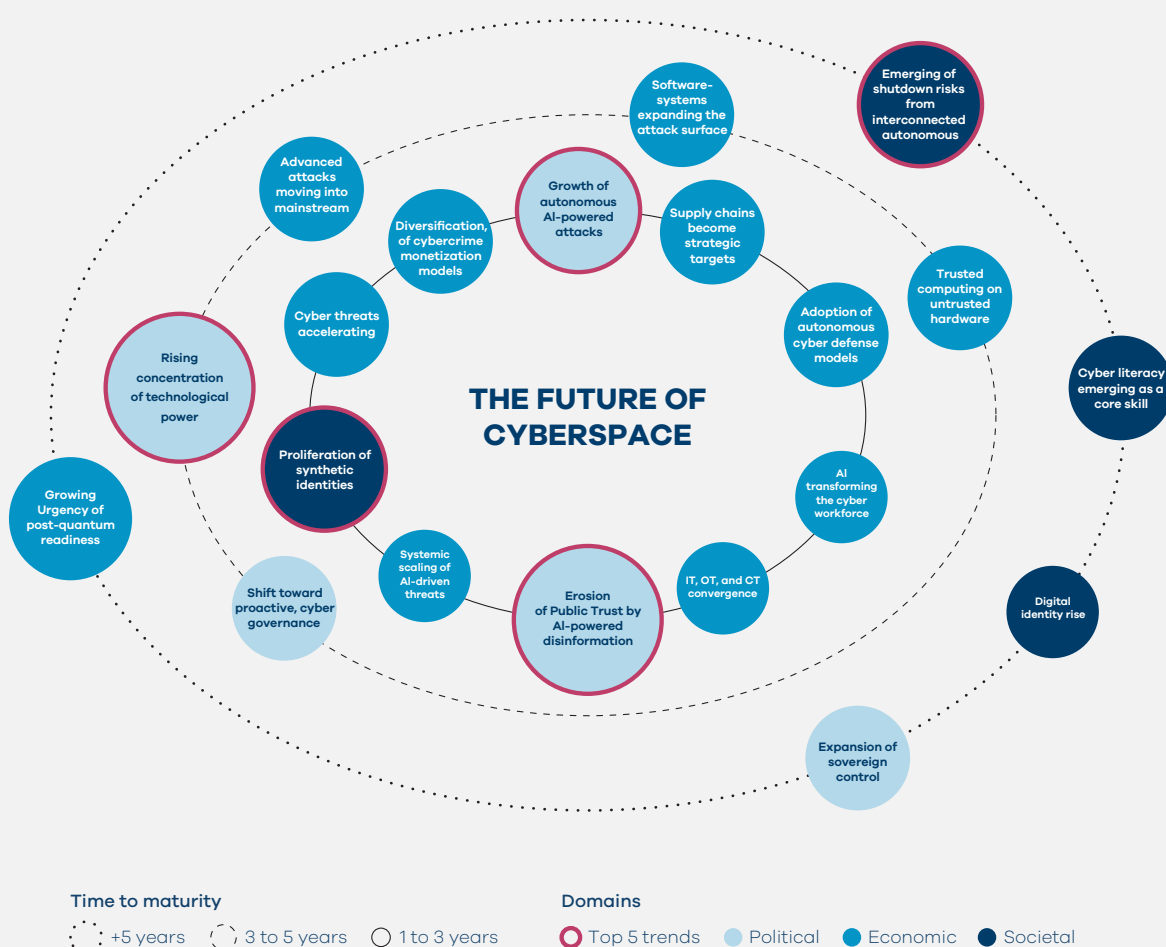 Emerging of
shutdown risks
from
interconnected
autonomous
Software-
systems
expanding the
attack surface
Advanced
attacks
moving into
mainstream
Growth of
autonomous
AI-powered
attacks
Diversification,
of cybercrime
monetization
models
Supply chains
become
strategic
targets
Trusted
computing on
untrusted
hardware
Cyber threats
accelerating
Adoption of
autonomous
cyber defense
models
Rising
concentration
of technological
power
THE FUTURE OF
CYBERSPACE
Cyber literacy
emerging as a
core skill
Proliferation of
synthetic
identities
AI
transforming
the cyber
workforce
Growing
Urgency of
post-quantum
readiness
Systemic
scaling of
AI-driven
threats
IT, OT, and CT
convergence
Shift toward
proactive, cyber
governance
Erosion
of Public Trust by
AI-powered
disinformation
Digital
identity rise
Expansion of
sovereign
control
Time to maturity
+5 years
3 to 5 years
1 to 3 years
Domains
Top 5 trends
Political
Economic
Societal